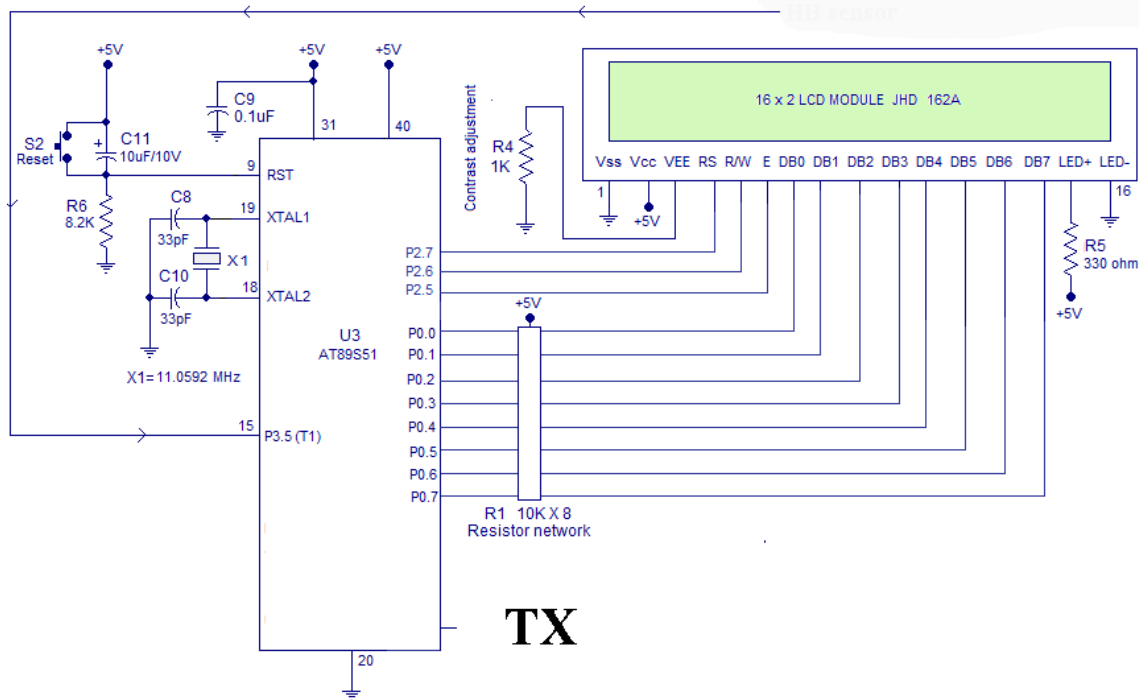 HB sensor
+5V
+5V
+5V
C9
0.1uF
31
40
S2
Reset
+
C11
10uF/10V
9
RST
R6
8.2K
C8
33pF
19
XTAL1
X1
C10
33pF
18
XTAL2
X1=11.0592 MHz
U3
AT89S51
15
P3.5 (T1)
20
Contrast adjustment
R4
1K
16 x 2 LCD MODULE JHD 162A
Vss Vcc VEE RS R/W E DB0 DB1 DB2 DB3 DB4 DB5 DB6 DB7 LED+ LED-
1
16
+5V
R5
330 ohm
+5V
P2.7
P2.6
P2.5
+5V
P0.0
P0.1
P0.2
P0.3
P0.4
P0.5
P0.6
P0.7
R1 10K X 8
Resistor network
TX